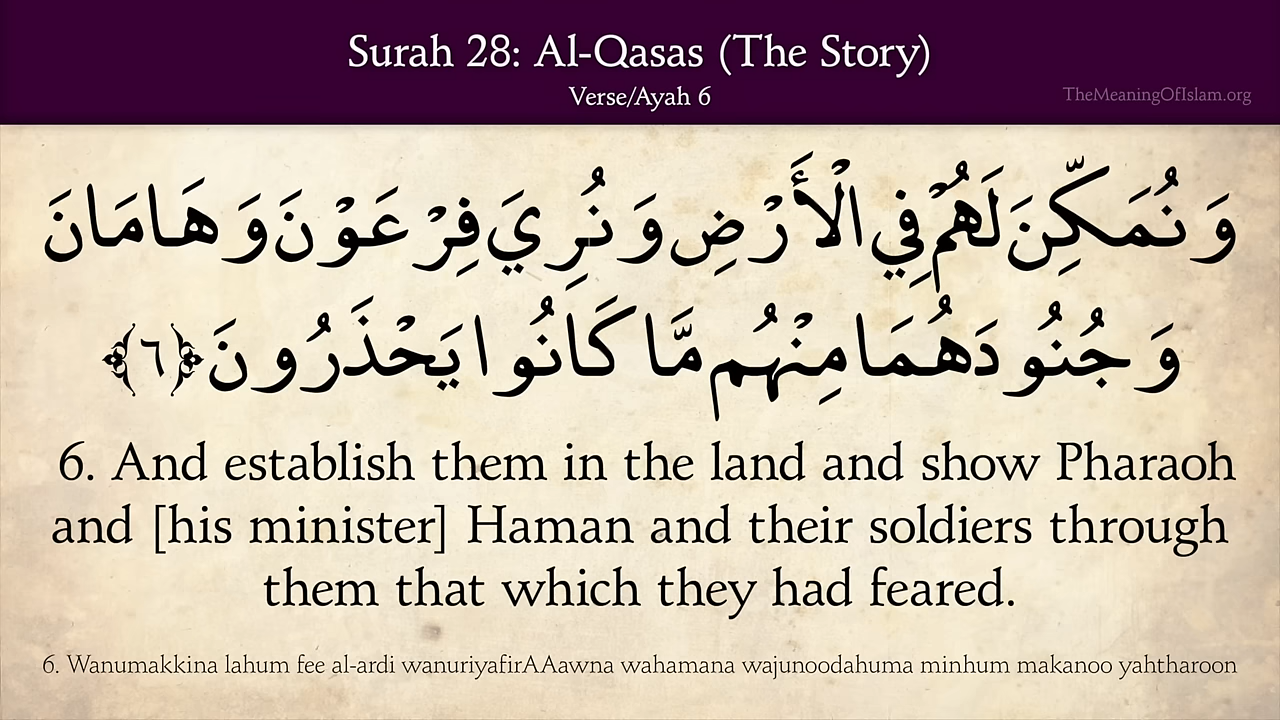 Surah 28: Al-Qasas (The Story)
Verse/Ayah 6
TheMeaningOfIslam.org
وَنُمَكِّنَ لَهُمْ فِي الْأَرْضِ وَنُرِيَ فِرْعَوْنَ وَهَامَانَ
وَجُنُودَهُمَا مِنْهُم مَّا كَانُوا يَحْذَرُونَ ﴿٦﴾
6. And establish them in the land and show Pharaoh
and [his minister] Haman and their soldiers through
them that which they had feared.
6. Wanumakkina lahum fee al-ardi wanuriyafirAAawna wahamana wajunoodahuma minhum makanoo yahtharoon